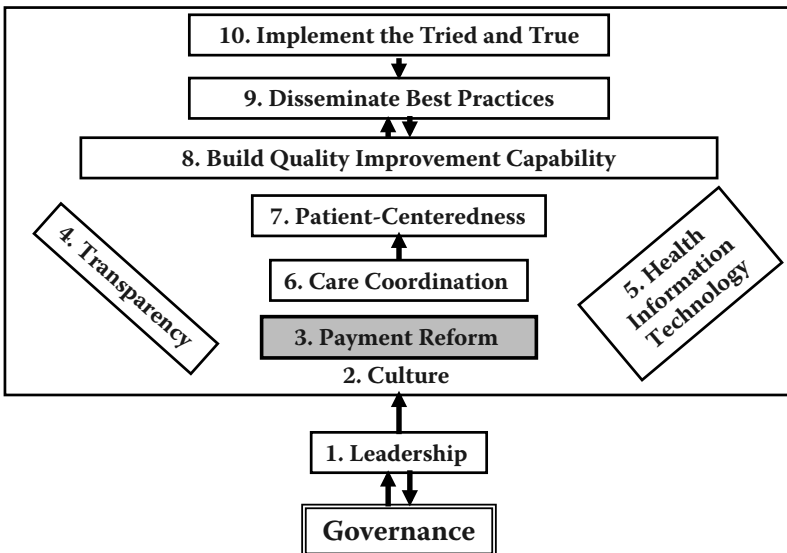 10. Implement the Tried and True
9. Disseminate Best Practices
8. Build Quality Improvement Capability
7. Patient-Centeredness
4. Transparency
5. Health
Information
Technology
6. Care Coordination
3. Payment Reform
2. Culture
1. Leadership
Governance